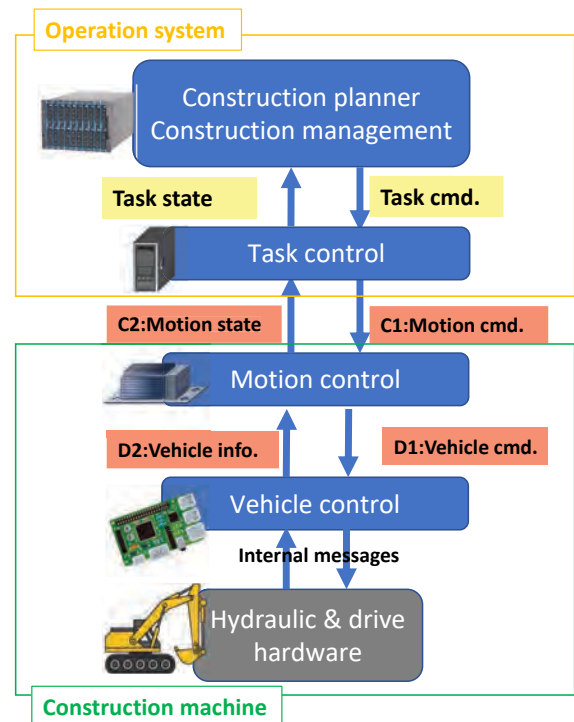 Operation system
Construction planner
Construction management
Task state
Task cmd.
Task control
C2:Motion state
C1:Motion cmd.
Motion control
D2:Vehicle info.
D1:Vehicle cmd.
Vehicle control
Internal messages
Hydraulic & drive
hardware
Construction machine